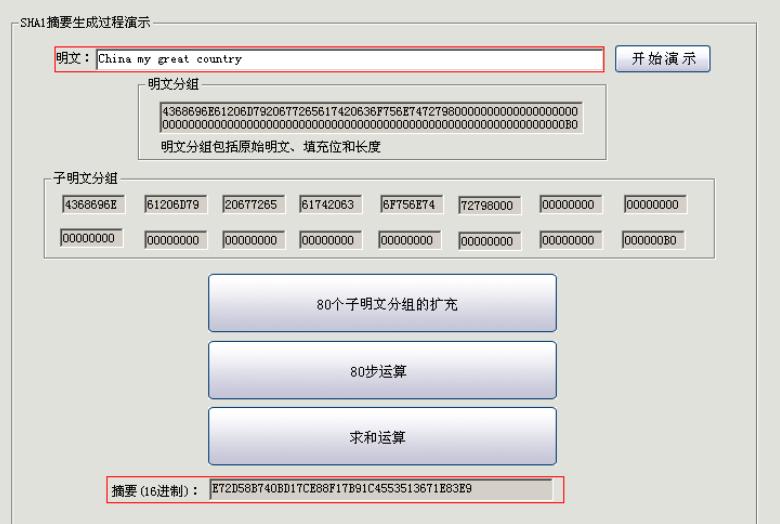 SHA1摘要生成过程演示
明文： China my great country 开始演示
明文分组
4368696E61206D7920677265617420636F756E74727980000000000000000000
00000000000000000000000000000000000000000000000000000000000000B0
明文分组包括原始明文、填充位和长度
子明文分组
4368696E 61206D79 20677265 61742063 6F756E74 72798000 00000000 00000000
00000000 00000000 00000000 00000000 00000000 00000000 00000000 000000B0
80个子明文分组的扩充
80步运算
求和运算
摘要(16进制)： E72D58B740BD17CE88F17B91C4553513671E83E9